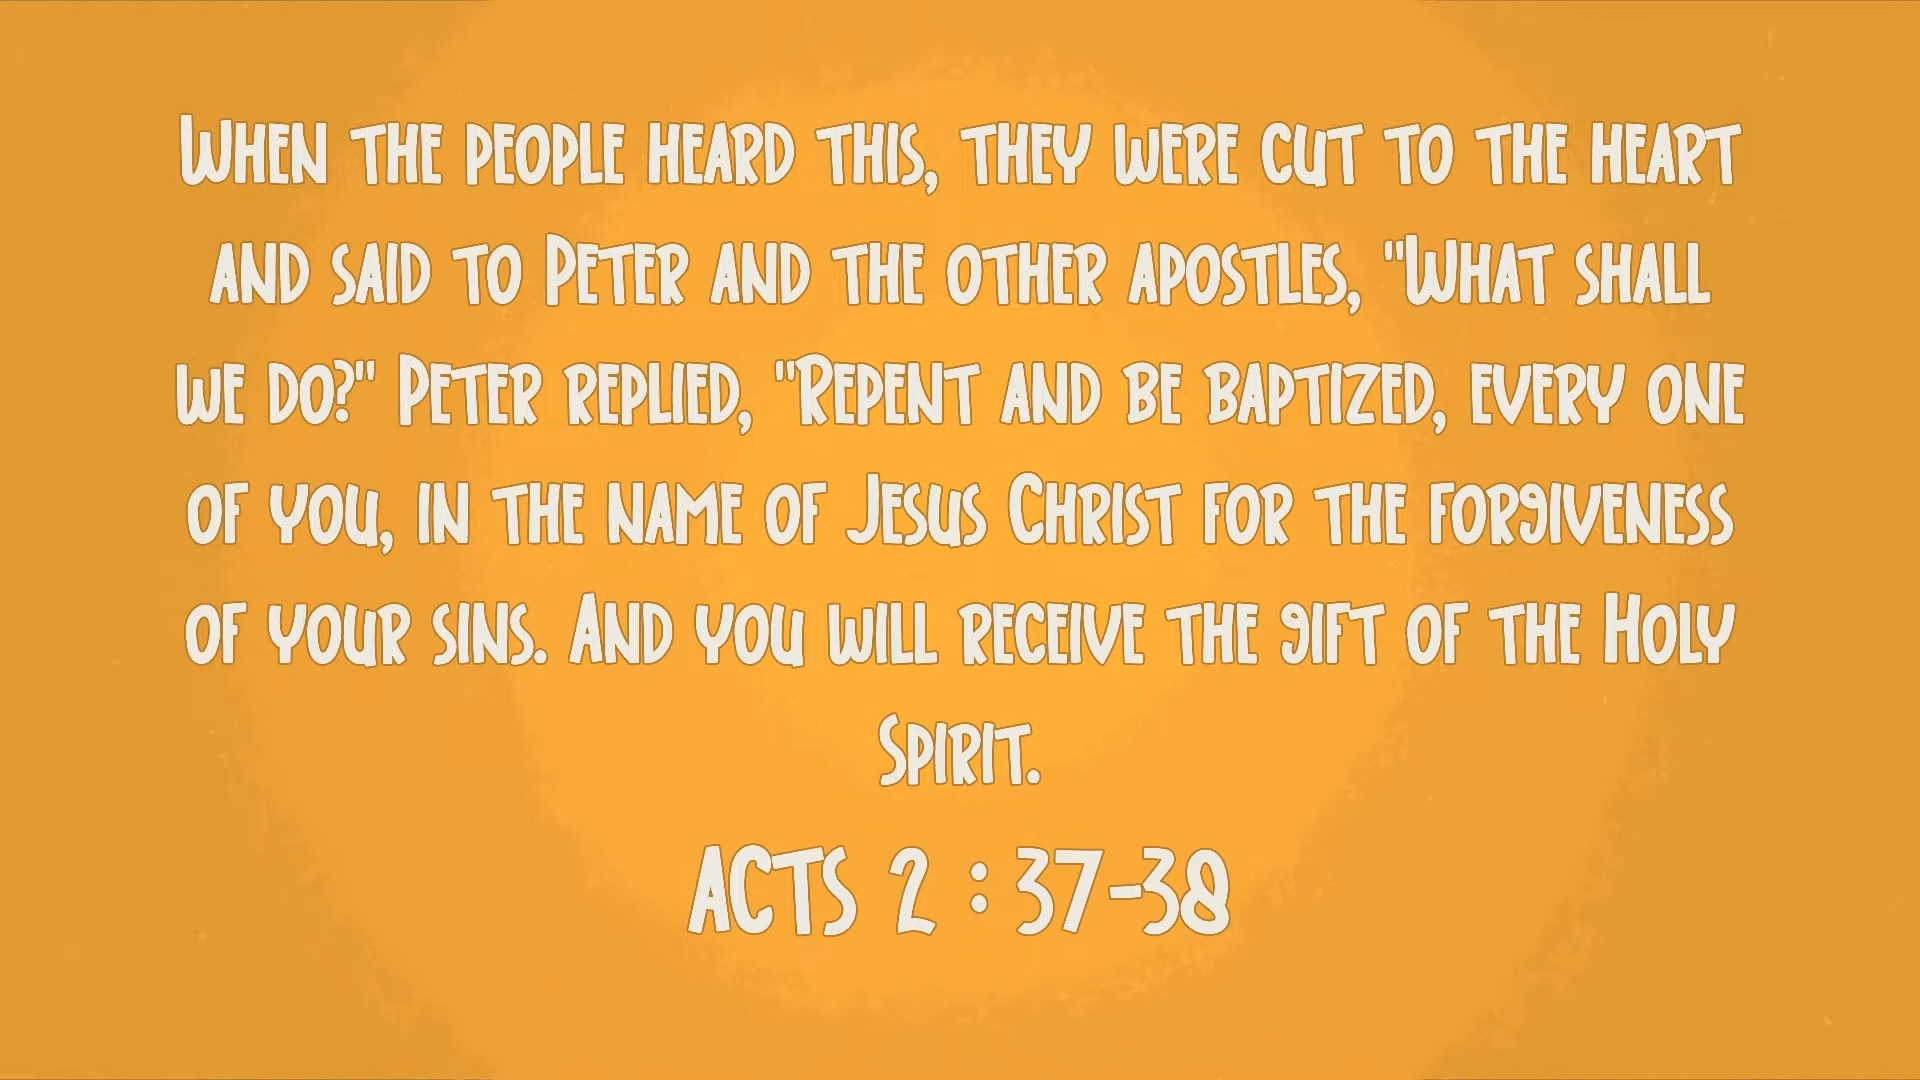 When the people heard this, they were cut to the heart
and said to Peter and the other apostles, "What shall
we do?" Peter replied, "Repent and be baptized, every one
of you, in the name of Jesus Christ for the forgiveness
of your sins. And you will receive the gift of the Holy
Spirit.
ACTS 2 : 37-38